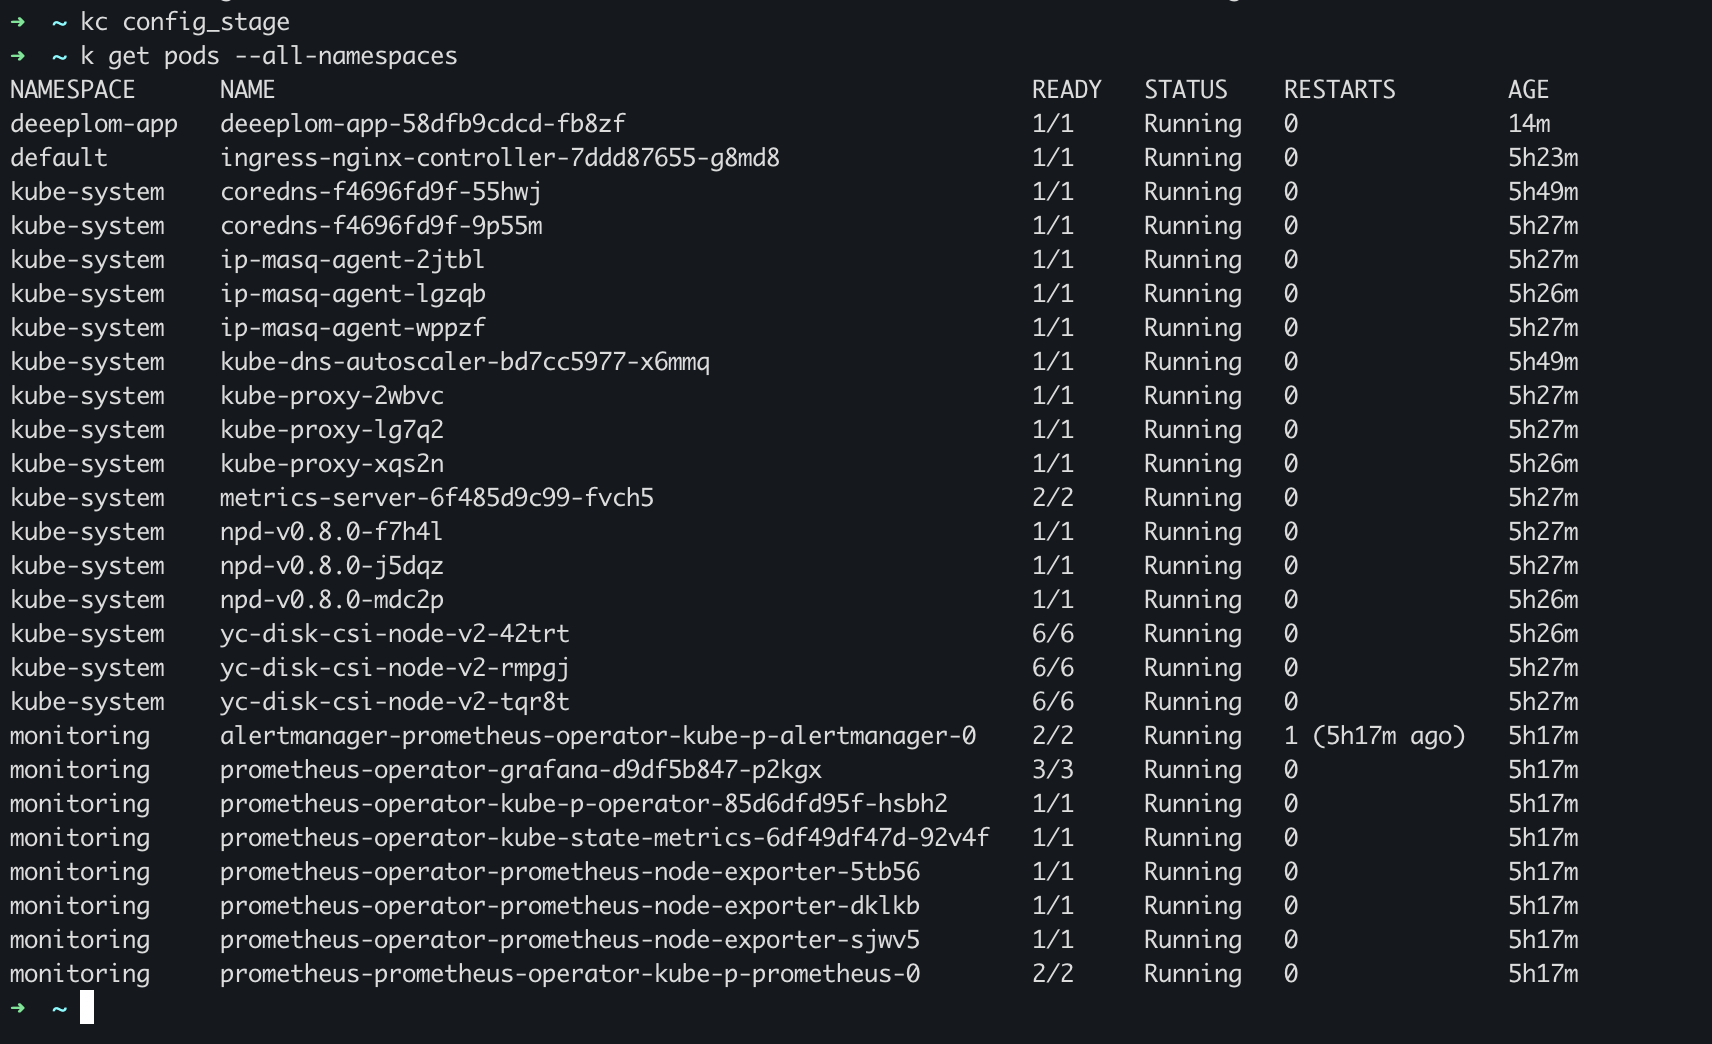 ➜  ~ kc config_stage
➜  ~ k get pods --all-namespaces
NAMESPACE      NAME                                                      READY   STATUS    RESTARTS        AGE
deeeplom-app   deeeplom-app-58dfb9cdcd-fb8zf                             1/1     Running   0               14m
default        ingress-nginx-controller-7ddd87655-g8md8                  1/1     Running   0               5h23m
kube-system    coredns-f4696fd9f-55hwj                                   1/1     Running   0               5h49m
kube-system    coredns-f4696fd9f-9p55m                                   1/1     Running   0               5h27m
kube-system    ip-masq-agent-2jtbl                                       1/1     Running   0               5h27m
kube-system    ip-masq-agent-lgzqb                                       1/1     Running   0               5h26m
kube-system    ip-masq-agent-wppzf                                       1/1     Running   0               5h27m
kube-system    kube-dns-autoscaler-bd7cc5977-x6mmq                       1/1     Running   0               5h49m
kube-system    kube-proxy-2wbvc                                          1/1     Running   0               5h27m
kube-system    kube-proxy-lg7q2                                          1/1     Running   0               5h27m
kube-system    kube-proxy-xqs2n                                          1/1     Running   0               5h26m
kube-system    metrics-server-6f485d9c99-fvch5                           2/2     Running   0               5h27m
kube-system    npd-v0.8.0-f7h4l                                          1/1     Running   0               5h27m
kube-system    npd-v0.8.0-j5dqz                                          1/1     Running   0               5h27m
kube-system    npd-v0.8.0-mdc2p                                          1/1     Running   0               5h26m
kube-system    yc-disk-csi-node-v2-42trt                                 6/6     Running   0               5h26m
kube-system    yc-disk-csi-node-v2-rmpgj                                 6/6     Running   0               5h27m
kube-system    yc-disk-csi-node-v2-tqr8t                                 6/6     Running   0               5h27m
monitoring     alertmanager-prometheus-operator-kube-p-alertmanager-0    2/2     Running   1 (5h17m ago)   5h17m
monitoring     prometheus-operator-grafana-d9df5b847-p2kgx               3/3     Running   0               5h17m
monitoring     prometheus-operator-kube-p-operator-85d6dfd95f-hsbh2      1/1     Running   0               5h17m
monitoring     prometheus-operator-kube-state-metrics-6df49df47d-92v4f   1/1     Running   0               5h17m
monitoring     prometheus-operator-prometheus-node-exporter-5tb56        1/1     Running   0               5h17m
monitoring     prometheus-operator-prometheus-node-exporter-dklkb        1/1     Running   0               5h17m
monitoring     prometheus-operator-prometheus-node-exporter-sjwv5        1/1     Running   0               5h17m
monitoring     prometheus-prometheus-operator-kube-p-prometheus-0        2/2     Running   0               5h17m
➜  ~